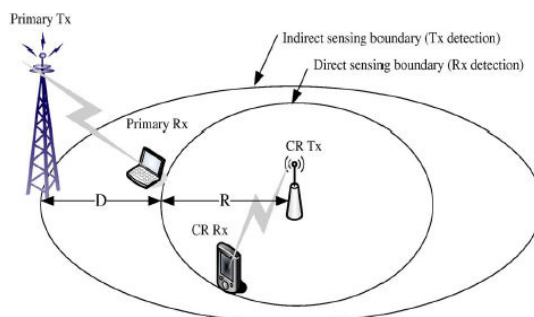 Primary Tx
Indirect sensing boundary (Tx detection)
Direct sensing boundary (Rx detection)
Primary Rx
CR Tx
D
R
CR Rx